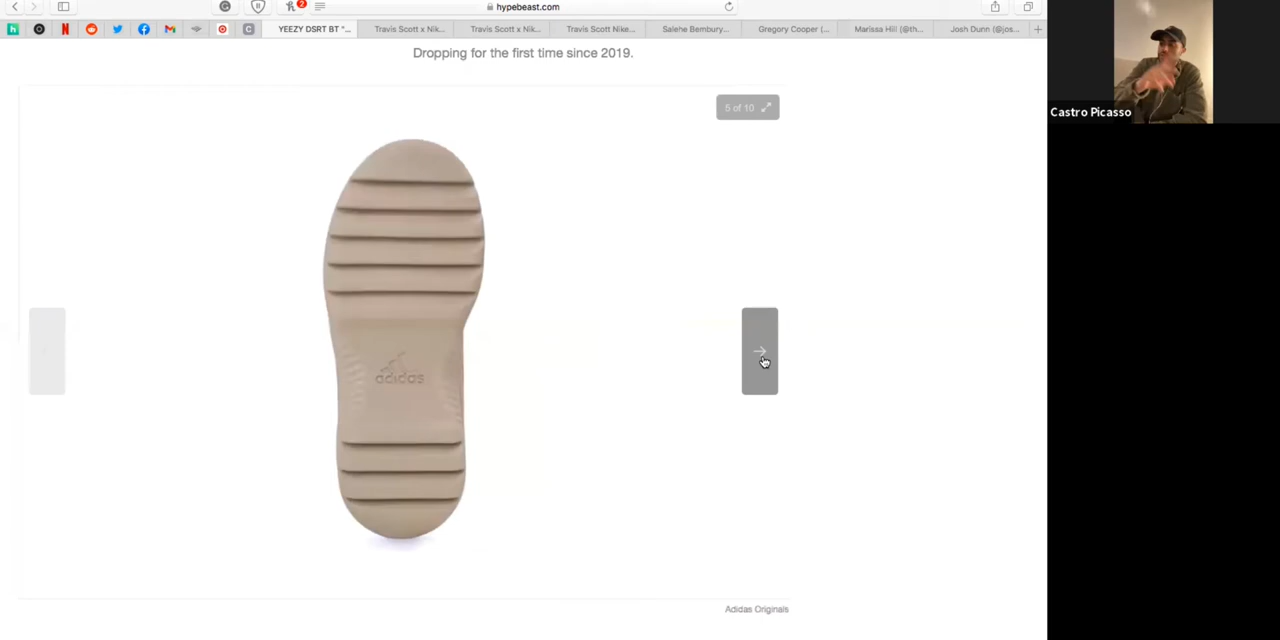 hypebeast.com
2
YEEZY DSRT BT "...
Travis Scott x Nik...
Travis Scott x Nik...
Travis Scott Nike...
Salehe Bembury...
Gregory Cooper (...
Marissa Hill (@th...
Josh Dunn (@jos...
Dropping for the first time since 2019.
5 of 10
adidas
Adidas Originals
Castro Picasso